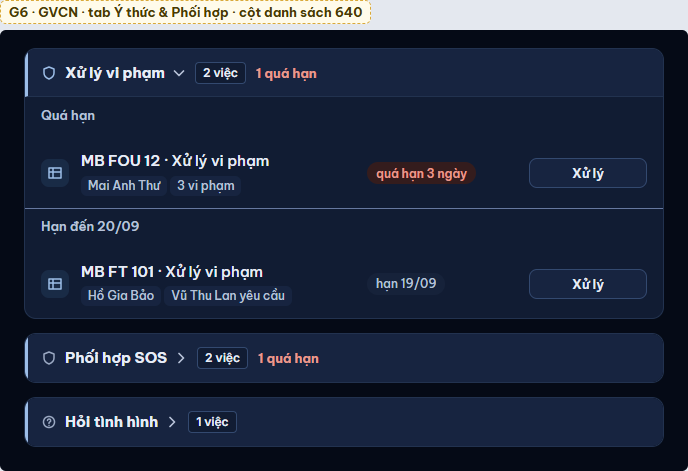 G6 · GVCN · tab Ý thức & Phối hợp · cột danh sách 640
Xử lý vi phạm 2 việc 1 quá hạn
Quá hạn
MB FOU 12 · Xử lý vi phạm quá hạn 3 ngày Xử lý
Mai Anh Thư 3 vi phạm
Hạn đến 20/09
MB FT 101 · Xử lý vi phạm hạn 19/09 Xử lý
Hồ Gia Bảo Vũ Thu Lan yêu cầu
Phối hợp SOS 2 việc 1 quá hạn
Hỏi tình hình 1 việc